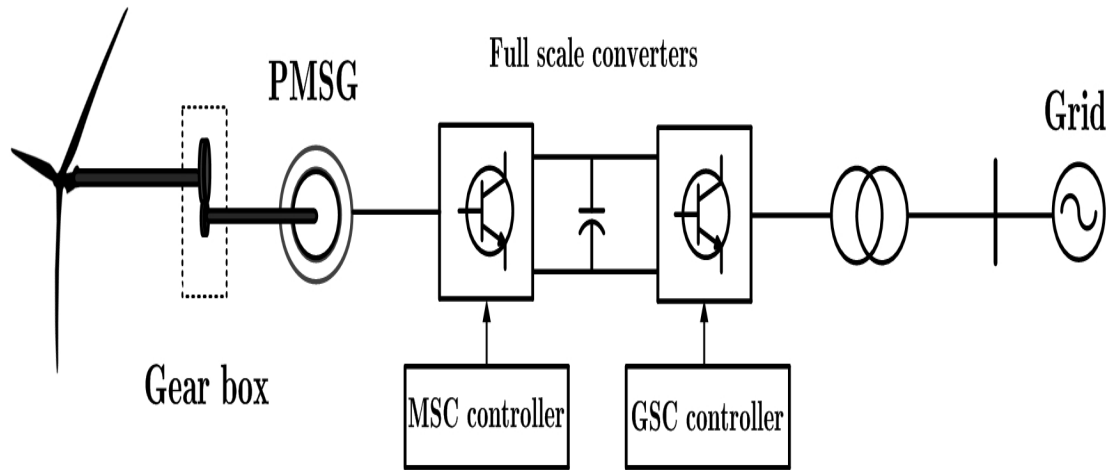 Full scale converters
PMSG
Grid
Gear box
MSC controller
GSC controller